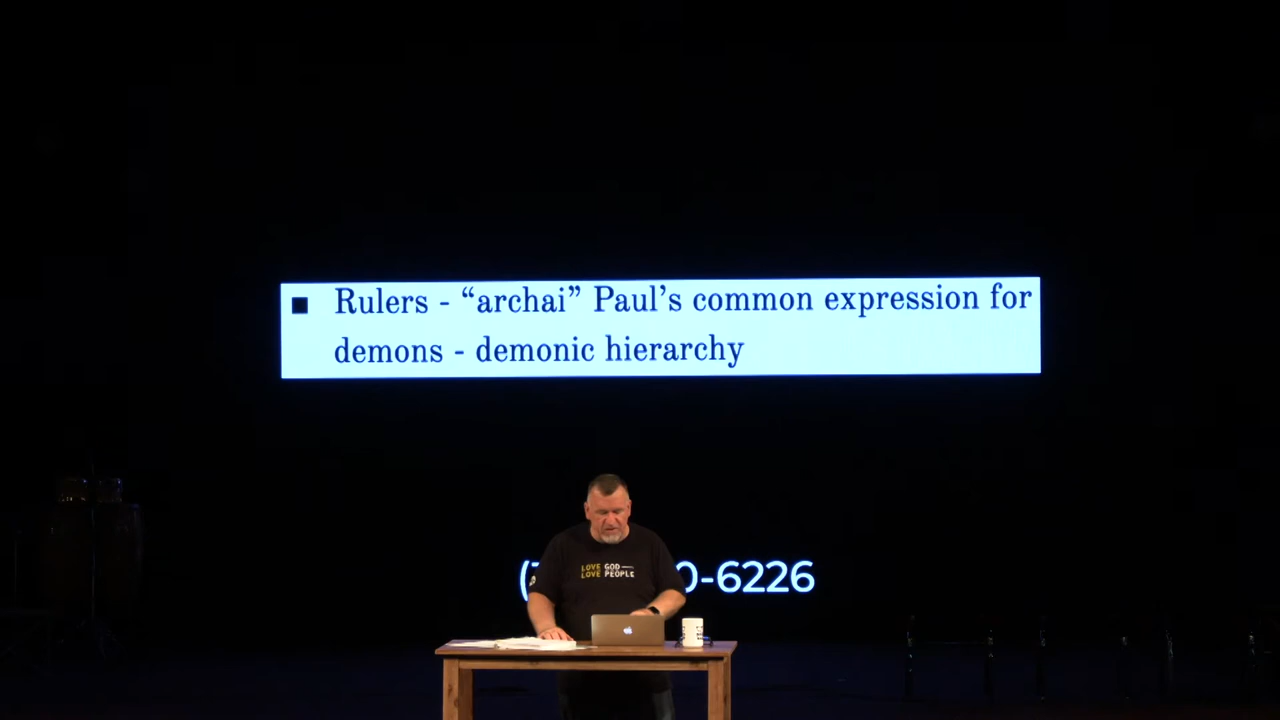 ■ Rulers - “archai” Paul’s common expression for
demons - demonic hierarchy
0-6226
LOVE GOD
LOVE PEOPLE